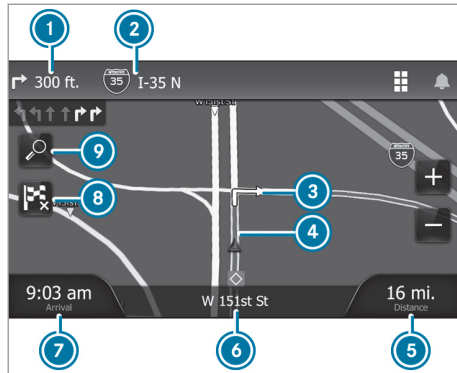 1
2
300 ft.
35
I-35 N
W 151st St
9
35
3
8
4
9:03 am
Arrival
W 151st St
16 mi.
Distance
7
6
5